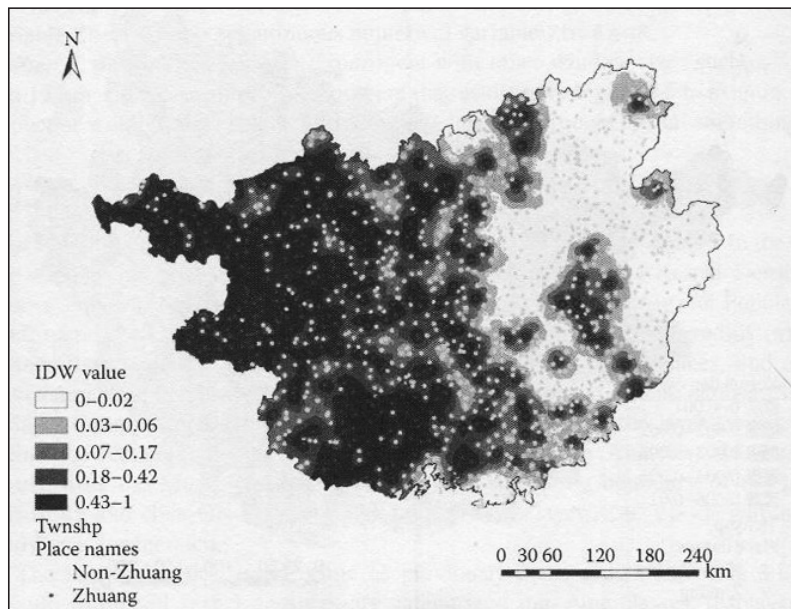 N
IDW value
0–0.02
0.03–0.06
0.07–0.17
0.18–0.42
0.43–1
Twnshp
Place names
Non-Zhuang
Zhuang
0 30 60 120 180 240
km